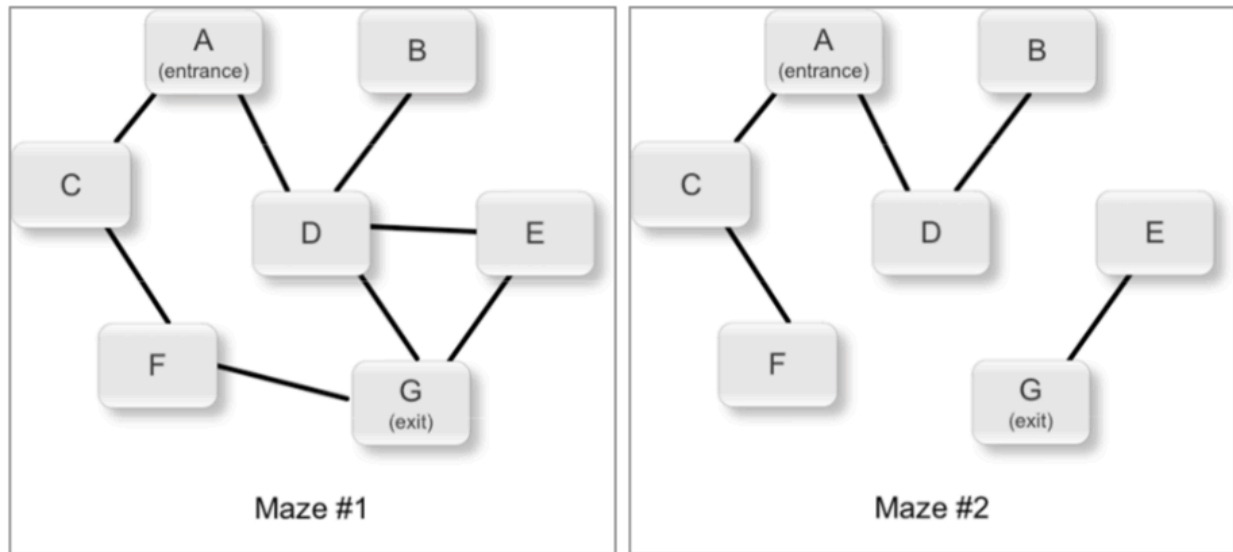 A
(entrance)
B
C
D
E
F
G
(exit)
Maze #1
A
(entrance)
B
C
D
E
F
G
(exit)
Maze #2